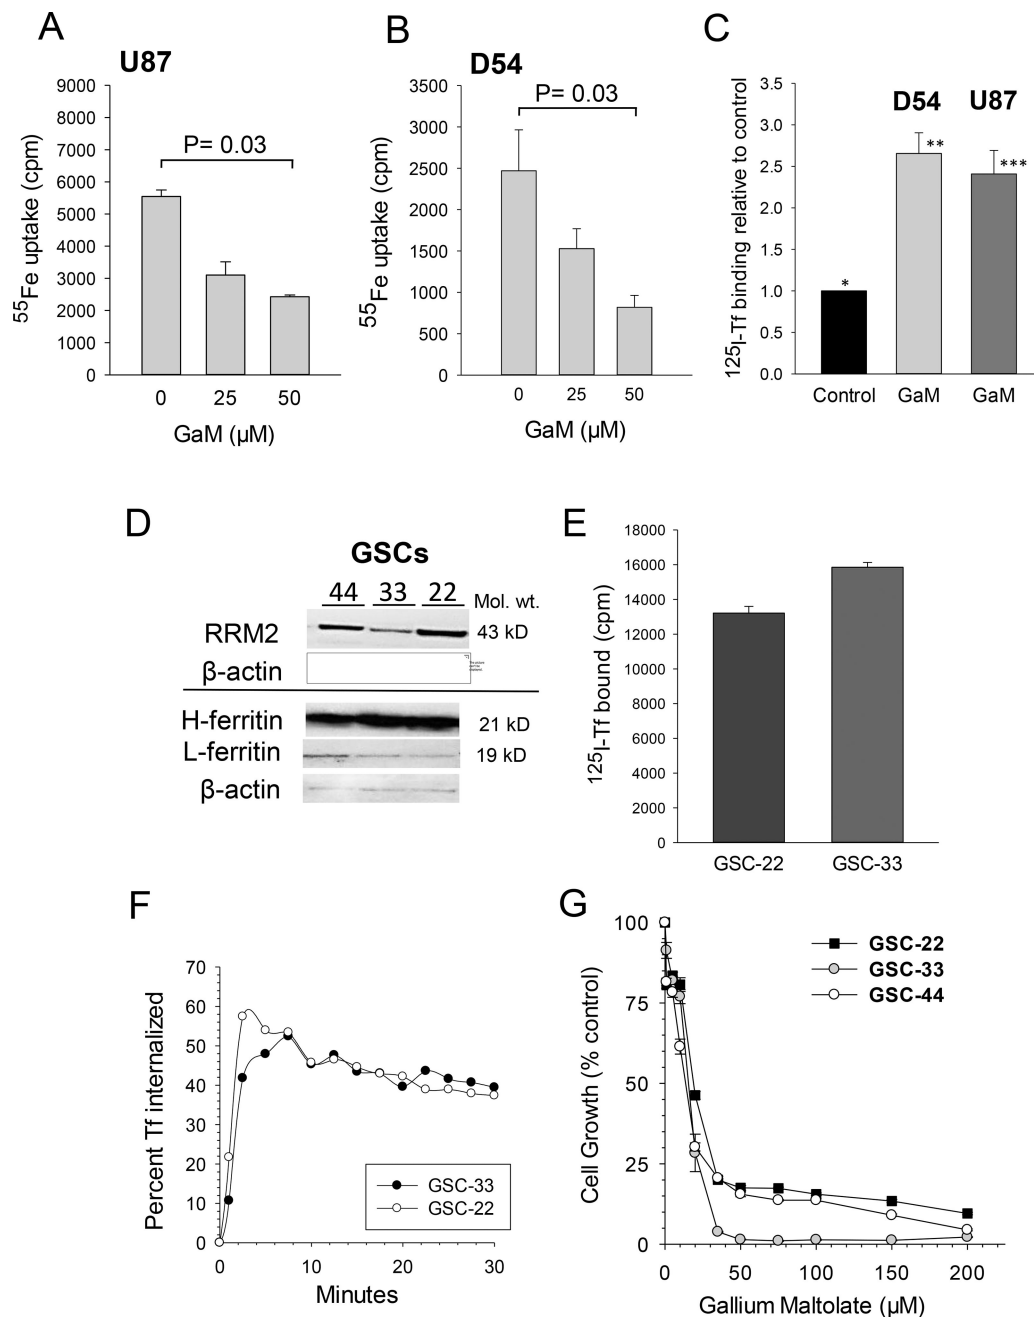 A
U87
9000
8000
7000
6000
5000
4000
3000
2000
1000
0
⁵⁵Fe uptake (cpm)
P= 0.03
0 25 50
GaM (µM)
B
D54
3500
3000
2500
2000
1500
1000
500
0
⁵⁵Fe uptake (cpm)
P= 0.03
0 25 50
GaM (µM)
C
3.5
3.0
2.5
2.0
1.5
1.0
0.5
0.0
¹²⁵I-Tf binding relative to control
D54 U87
* ** ***
Control GaM GaM
D
GSCs
44 33 22 Mol. wt.
RRM2 43 kD
β-actin
H-ferritin 21 kD
L-ferritin 19 kD
β-actin
E
18000
16000
14000
12000
10000
8000
6000
4000
2000
0
¹²⁵I-Tf bound (cpm)
GSC-22 GSC-33
F
70
60
50
40
30
20
10
0
Percent Tf internalized
GSC-33
GSC-22
0 10 20 30
Minutes
G
100
75
50
25
0
Cell Growth (% control)
GSC-22
GSC-33
GSC-44
0 50 100 150 200
Gallium Maltolate (µM)